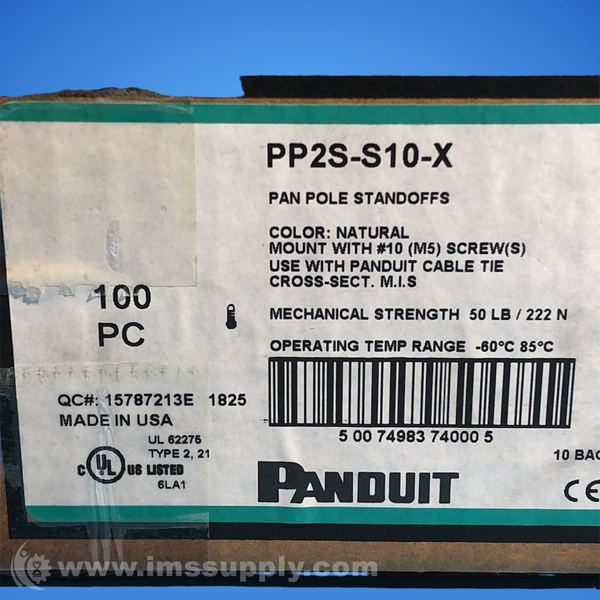 PP2S-S10-X
PAN POLE STANDOFFS
COLOR: NATURAL
MOUNT WITH #10 (M5) SCREW(S)
USE WITH PANDUIT CABLE TIE
CROSS-SECT. M.I.S
100
PC
MECHANICAL STRENGTH 50 LB / 222 N
OPERATING TEMP RANGE -60°C 85°C
QC#: 15787213E 1825
MADE IN USA
UL 62275
TYPE 2, 21
C UL US LISTED
6LA1
5 00 74983 74000 5
10 BAG
PANDUIT
CE
www.imssupply.com